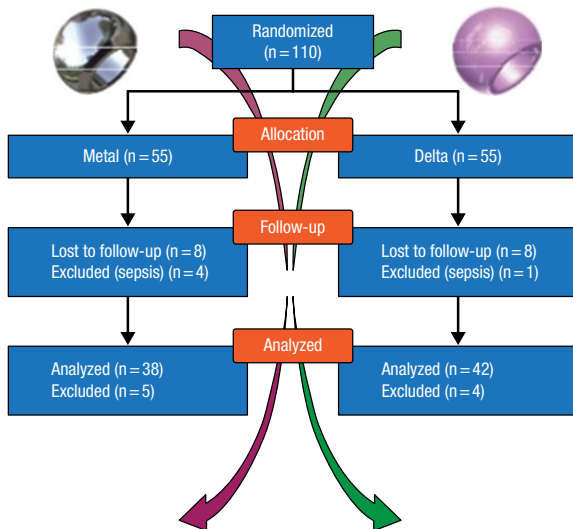 Randomized
(n = 110)
Allocation
Metal (n = 55)
Delta (n = 55)
Follow-up
Lost to follow-up (n = 8)
Excluded (sepsis) (n = 4)
Lost to follow-up (n = 8)
Excluded (sepsis) (n = 1)
Analyzed
Analyzed (n = 38)
Excluded (n = 5)
Analyzed (n = 42)
Excluded (n = 4)